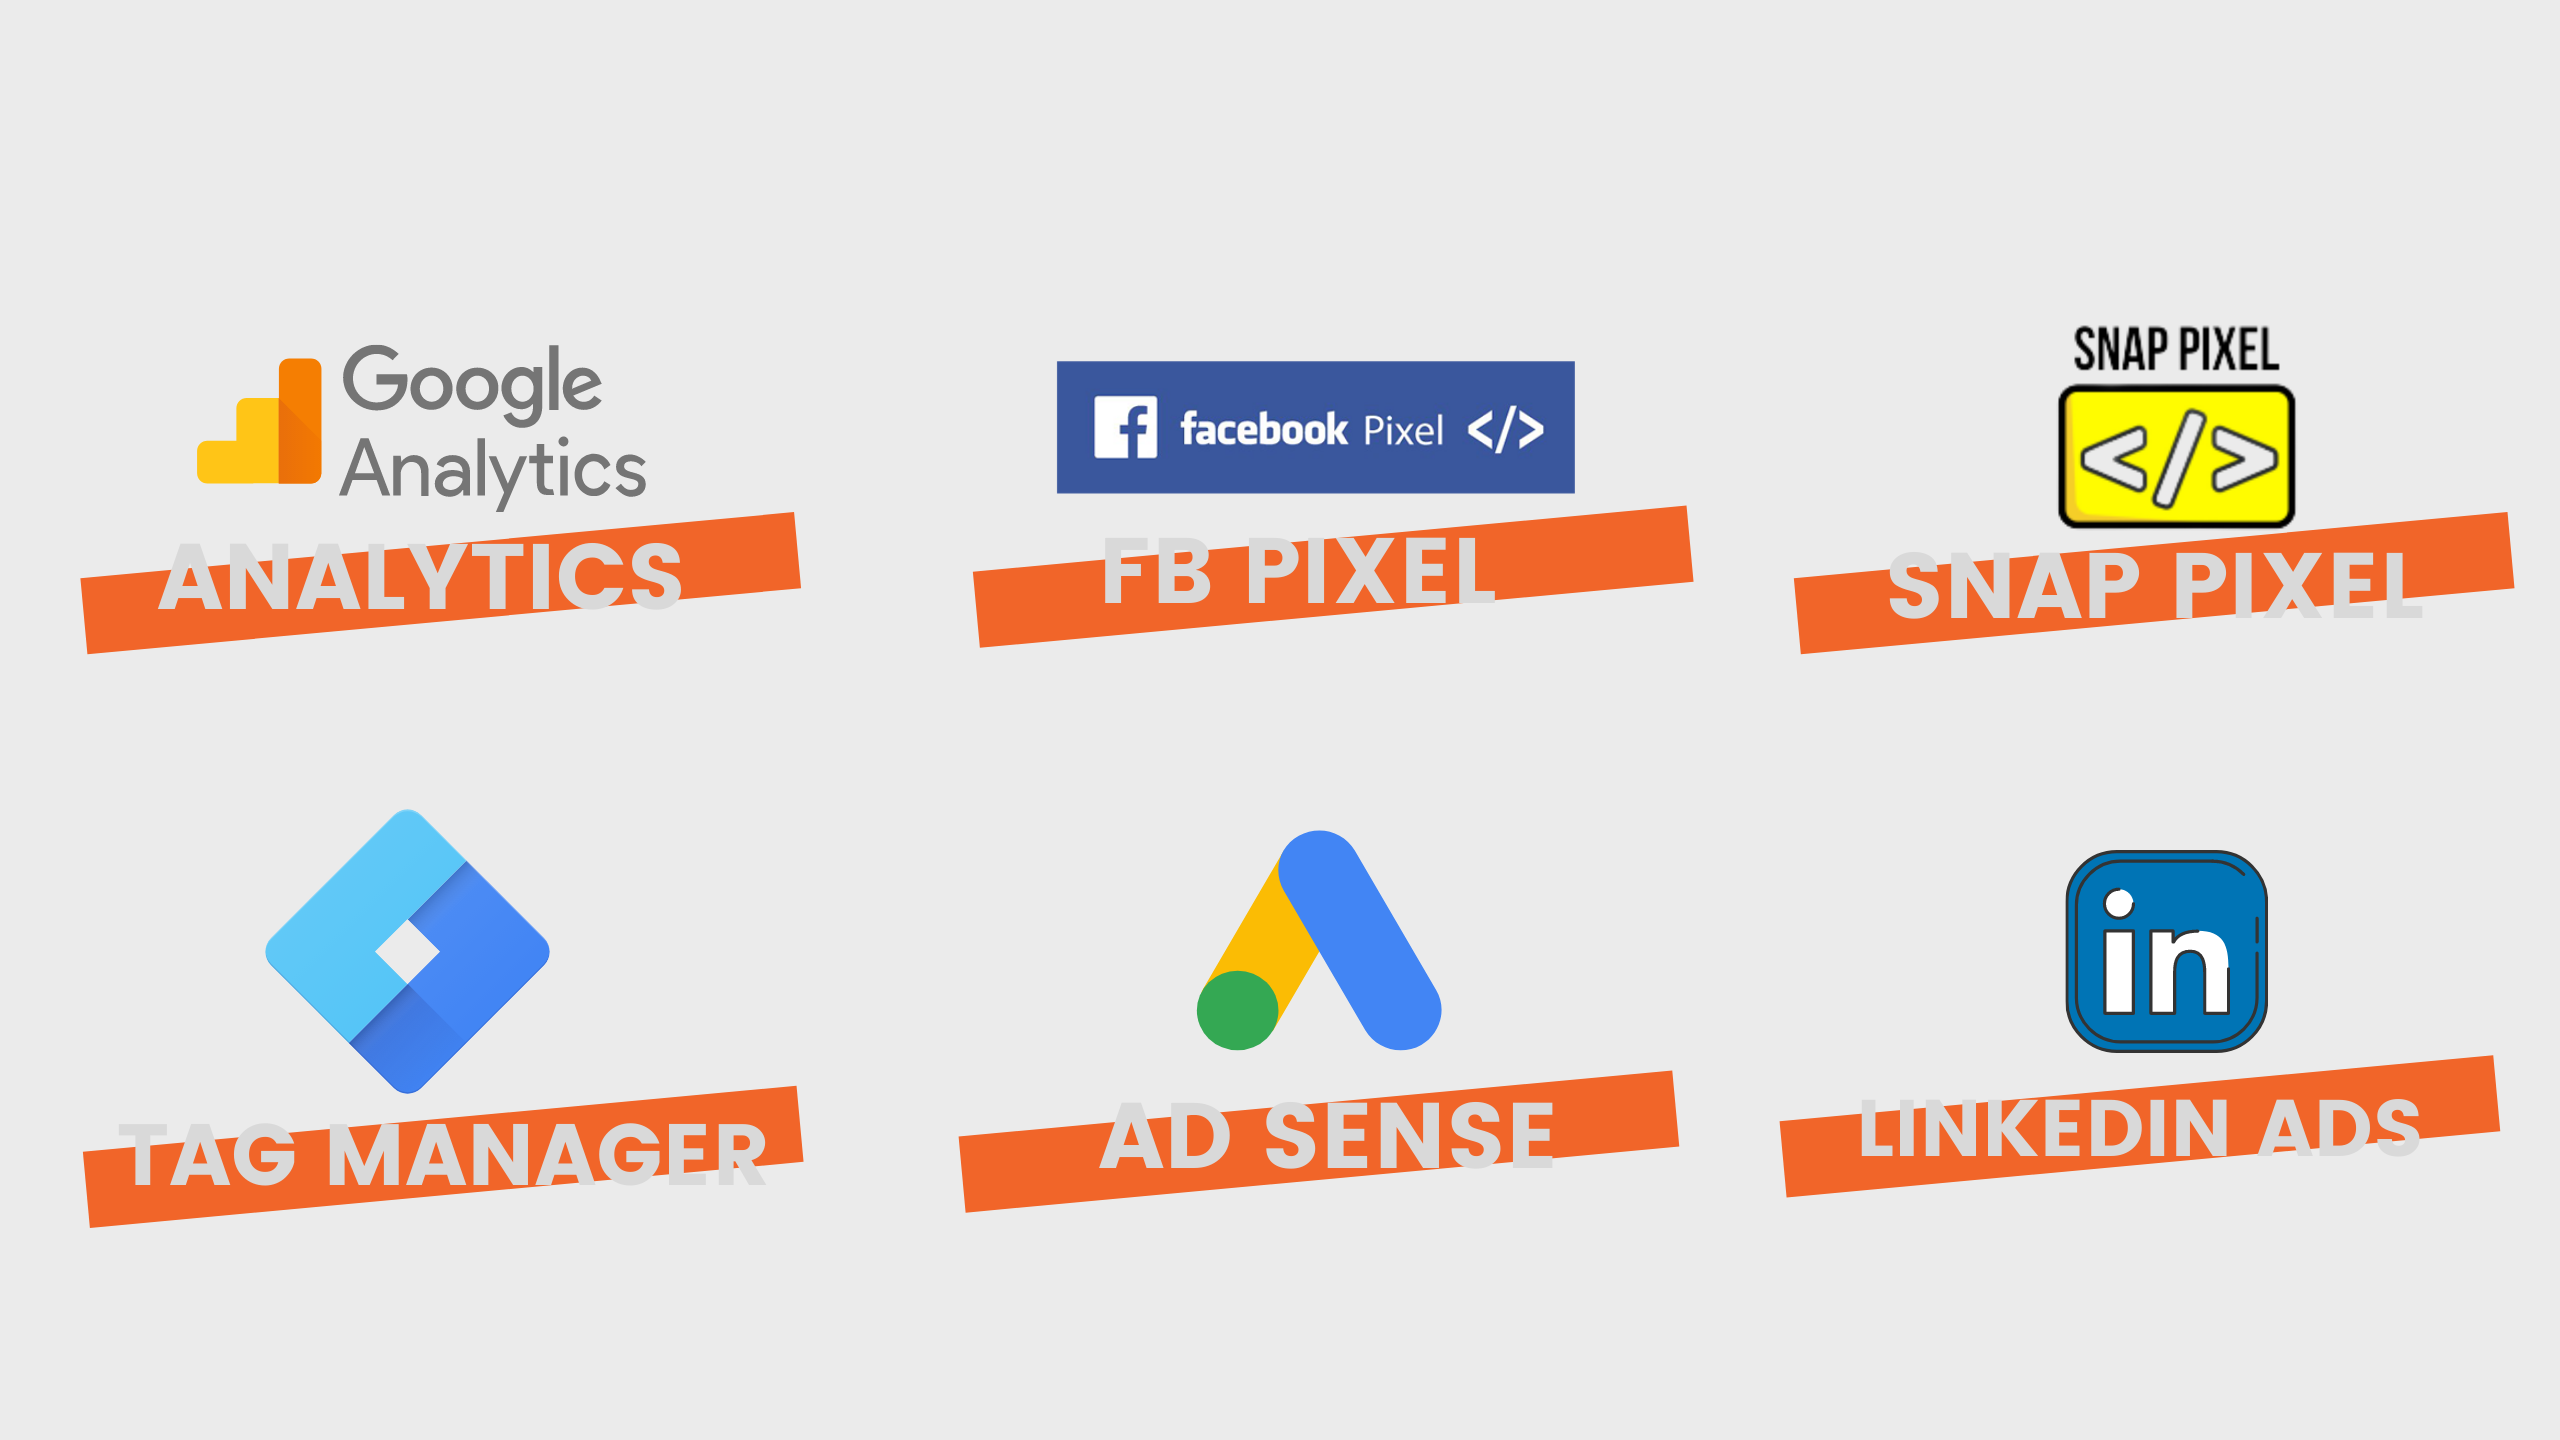 Google
Analytics
ANALYTICS
facebook Pixel </>
FB PIXEL
SNAP PIXEL
</>
SNAP PIXEL
TAG MANAGER
AD SENSE
in
LINKEDIN ADS